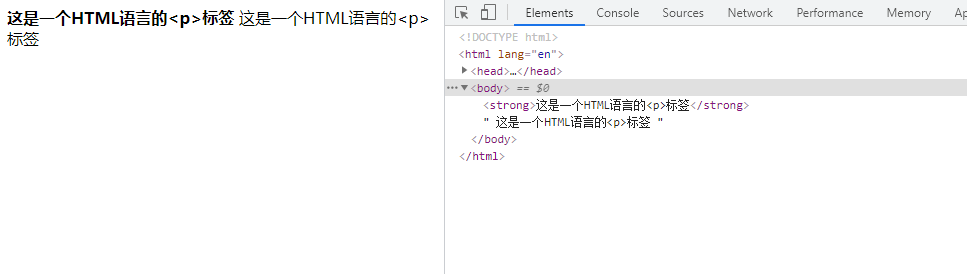 这是一个HTML语言的<p>标签 这是一个HTML语言的<p>
标签
Elements Console Sources Network Performance Memory Ap
<!DOCTYPE html>
<html lang="en">
<head>…</head>
<body> == $0
<strong>这是一个HTML语言的<p>标签</strong>
" 这是一个HTML语言的<p>标签 "
</body>
</html>